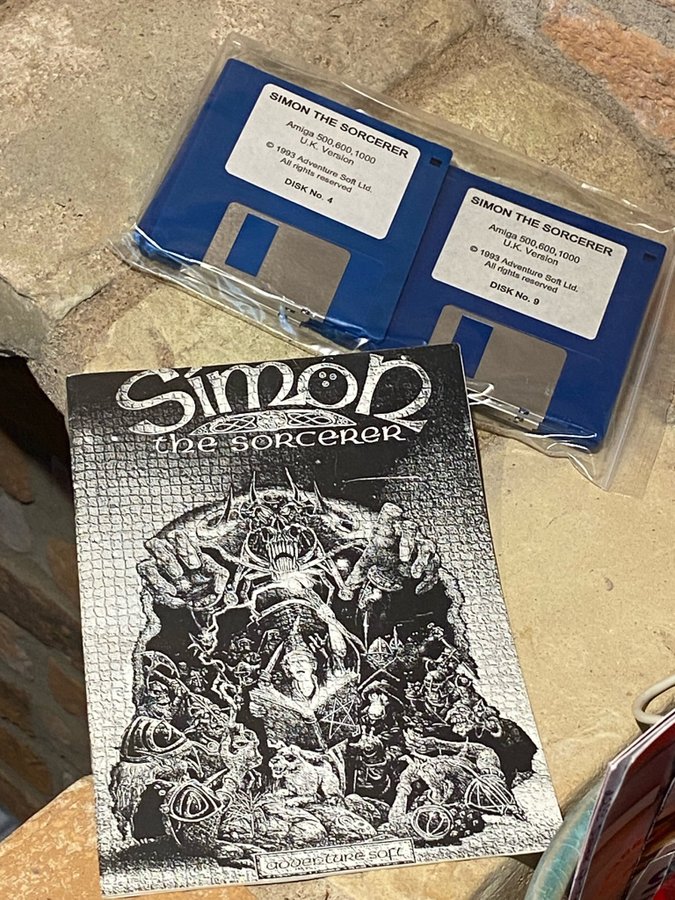 SIMON THE SORCERER
Amiga 500,600,1000
U.K. Version
© 1993 Adventure Soft Ltd.
All rights reserved
DISK No. 4
SIMON THE SORCERER
Amiga 500,600,1000
U.K. Version
© 1993 Adventure Soft Ltd.
All rights reserved
DISK No. 9
Simon
the sorcerer
adventure soft